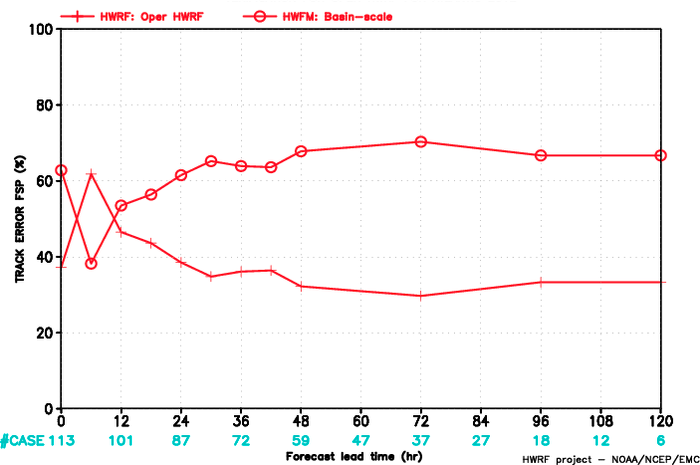 HWRF: Oper HWRF HWFM: Basin-scale
100
80
60
40
20
0
TRACK ERROR FSP (%)
0 12 24 36 48 60 72 84 96 108 120
#CASE 113 101 87 72 59 47 37 27 18 12 6
Forecast lead time (hr)
HWRF project - NOAA/NCEP/EMC